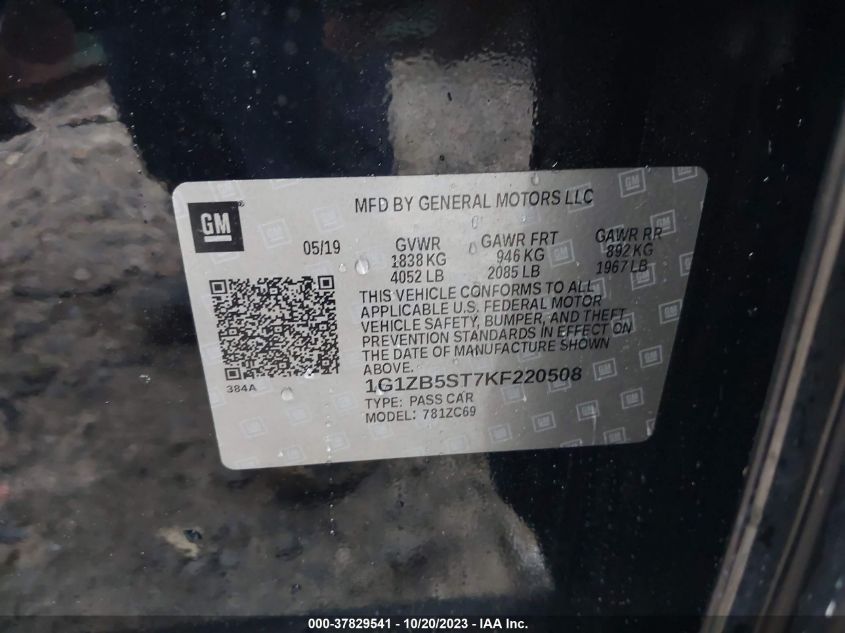 GM
MFD BY GENERAL MOTORS LLC
05/19
GVWR
1838 KG
4052 LB
GAWR FRT
946 KG
2085 LB
GAWR RR
892 KG
1967 LB
THIS VEHICLE CONFORMS TO ALL
APPLICABLE U.S. FEDERAL MOTOR
VEHICLE SAFETY, BUMPER, AND THEFT
PREVENTION STANDARDS IN EFFECT ON
THE DATE OF MANUFACTURE SHOWN
ABOVE.
384A
1G1ZB5ST7KF220508
TYPE: PASS CAR
MODEL: 781ZC69
000-37829541 - 10/20/2023 - IAA Inc.